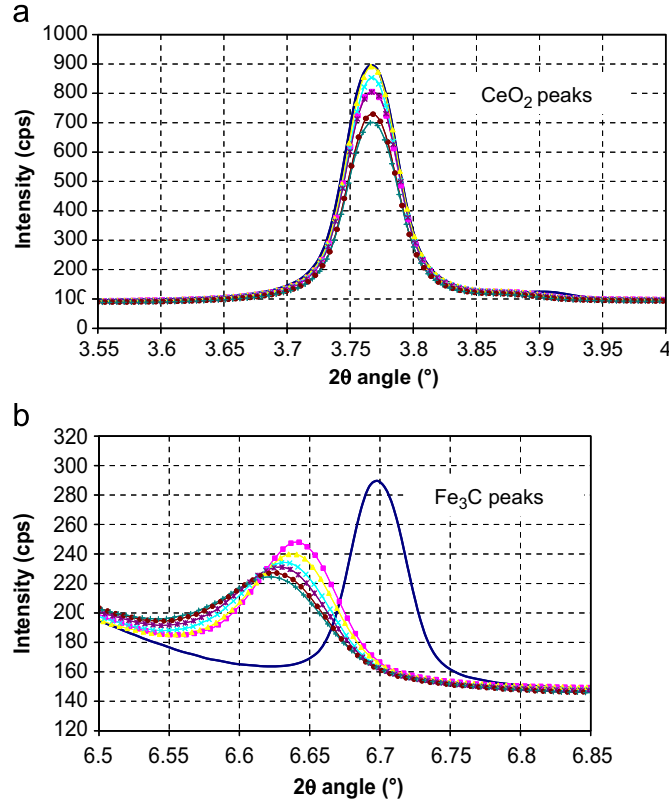 a
1000
900
800
700
600
500
400
300
200
100
0
Intensity (cps)
CeO2 peaks
3.55 3.6 3.65 3.7 3.75 3.8 3.85 3.9 3.95 4
2θ angle (°)
b
320
300
280
260
240
220
200
180
160
140
120
Intensity (cps)
Fe3C peaks
6.5 6.55 6.6 6.65 6.7 6.75 6.8 6.85
2θ angle (°)